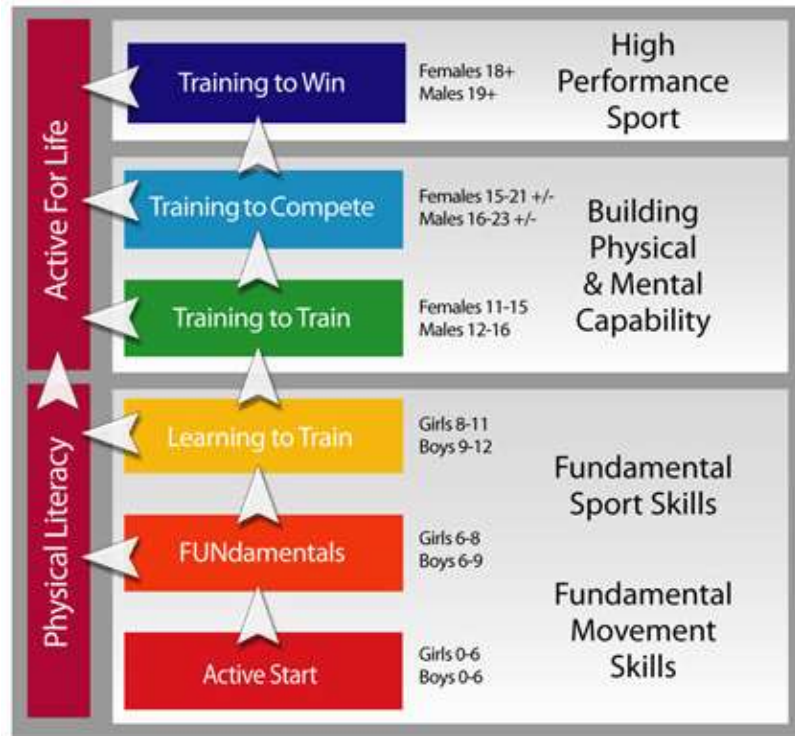 Active For Life
Physical Literacy
Training to Win
Females 18+
Males 19+
High
Performance
Sport
Training to Compete
Females 15-21 +/-
Males 16-23 +/-
Building
Physical
& Mental
Capability
Training to Train
Females 11-15
Males 12-16
Learning to Train
Girls 8-11
Boys 9-12
Fundamental
Sport Skills
FUNdamentals
Girls 6-8
Boys 6-9
Fundamental
Movement
Skills
Active Start
Girls 0-6
Boys 0-6